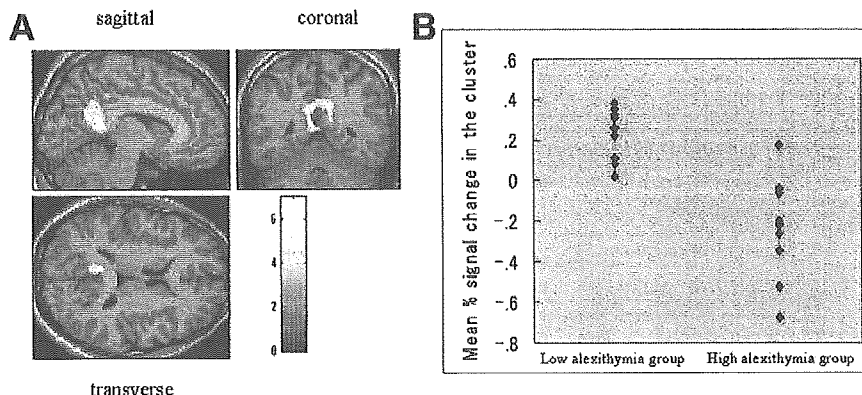 A
sagittal
coronal
transverse
6
4
2
0
B
Mean % signal change in the cluster
.6
.4
.2
0
-.2
-.4
-.6
-.8
Low alexithymia group
High alexithymia group